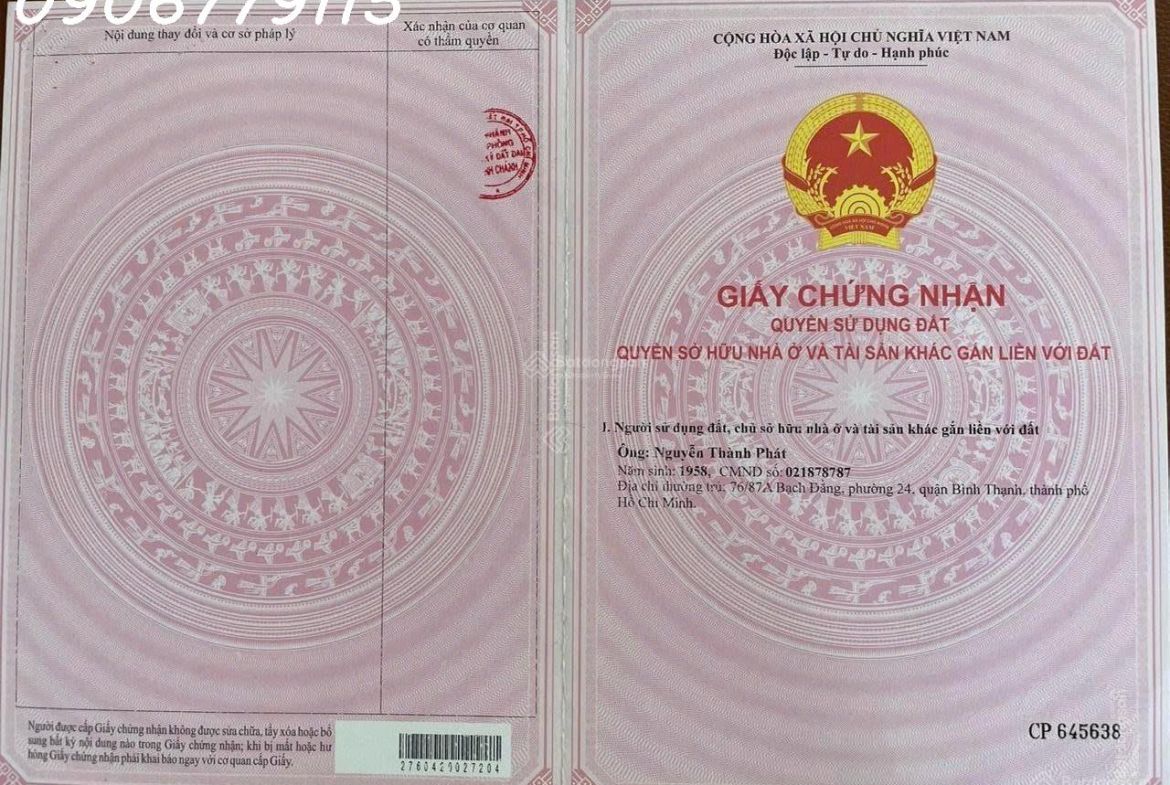 0908779115
Nội dung thay đổi và cơ sở pháp lý
Xác nhận của cơ quan
có thẩm quyền
Người được cấp Giấy chứng nhận không được sửa chữa, tẩy xóa hoặc bổ
sung bất kỳ nội dung nào trong Giấy chứng nhận; khi bị mất hoặc hư
hỏng Giấy chứng nhận phải khai báo ngay với cơ quan cấp Giấy.
2760429027204
CỘNG HÒA XÃ HỘI CHỦ NGHĨA VIỆT NAM
Độc lập - Tự do - Hạnh phúc
VIỆT NAM
GIẤY CHỨNG NHẬN
QUYỀN SỬ DỤNG ĐẤT
QUYỀN SỞ HỮU NHÀ Ở VÀ TÀI SẢN KHÁC GẮN LIỀN VỚI ĐẤT
Batdongsan
I. Người sử dụng đất, chủ sở hữu nhà ở và tài sản khác gắn liền với đất
Ông: Nguyễn Thành Phát
Năm sinh: 1958, CMND số: 021878787
Địa chỉ thường trú: 76/87A Bạch Đằng, phường 24, quận Bình Thạnh, thành phố
Hồ Chí Minh.
CP 645638